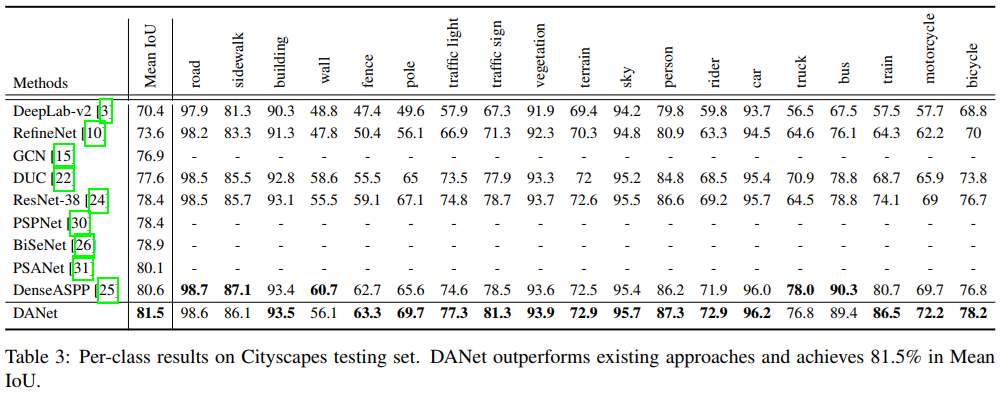 Methods Mean IoU road sidewalk building wall fence pole traffic light traffic sign vegetation terrain sky person rider car truck bus train motorcycle bicycle
DeepLab-v2 [3] 70.4 97.9 81.3 90.3 48.8 47.4 49.6 57.9 67.3 91.9 69.4 94.2 79.8 59.8 93.7 56.5 67.5 57.5 57.7 68.8
RefineNet [10] 73.6 98.2 83.3 91.3 47.8 50.4 56.1 66.9 71.3 92.3 70.3 94.8 80.9 63.3 94.5 64.6 76.1 64.3 62.2 70
GCN [15] 76.9 - - - - - - - - - - - - - - - - - - -
DUC [22] 77.6 98.5 85.5 92.8 58.6 55.5 65 73.5 77.9 93.3 72 95.2 84.8 68.5 95.4 70.9 78.8 68.7 65.9 73.8
ResNet-38 [24] 78.4 98.5 85.7 93.1 55.5 59.1 67.1 74.8 78.7 93.7 72.6 95.5 86.6 69.2 95.7 64.5 78.8 74.1 69 76.7
PSPNet [30] 78.4 - - - - - - - - - - - - - - - - - - -
BiSeNet [26] 78.9 - - - - - - - - - - - - - - - - - - -
PSANet [31] 80.1 - - - - - - - - - - - - - - - - - - -
DenseASPP [25] 80.6 98.7 87.1 93.4 60.7 62.7 65.6 74.6 78.5 93.6 72.5 95.4 86.2 71.9 96.0 78.0 90.3 80.7 69.7 76.8
DANet 81.5 98.6 86.1 93.5 56.1 63.3 69.7 77.3 81.3 93.9 72.9 95.7 87.3 72.9 96.2 76.8 89.4 86.5 72.2 78.2
Table 3: Per-class results on Cityscapes testing set. DANet outperforms existing approaches and achieves 81.5% in Mean
IoU.